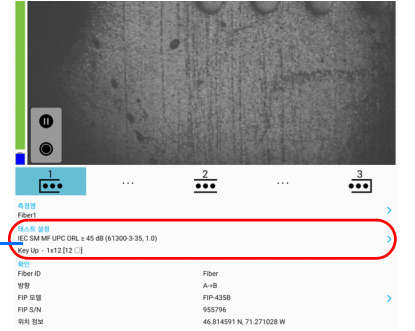 1 ... 2 ... 3
측정명
Fiber1
테스트 설정
IEC SM MF UPC ORL ≥ 45 dB (61300-3-35, 1.0)
Key Up - 1x12 [12 ○]
확인
Fiber ID Fiber
방향 A->B
FIP 모델 FIP-435B
FIP S/N 955796
위치 정보 46.814591 N, 71.271028 W